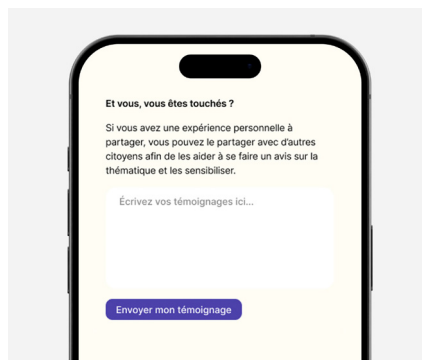 Et vous, vous êtes touchés ?
Si vous avez une expérience personnelle à
partager, vous pouvez le partager avec d'autres
citoyens afin de les aider à se faire un avis sur la
thématique et les sensibiliser.
Écrivez vos témoignages ici...
Envoyer mon témoignage